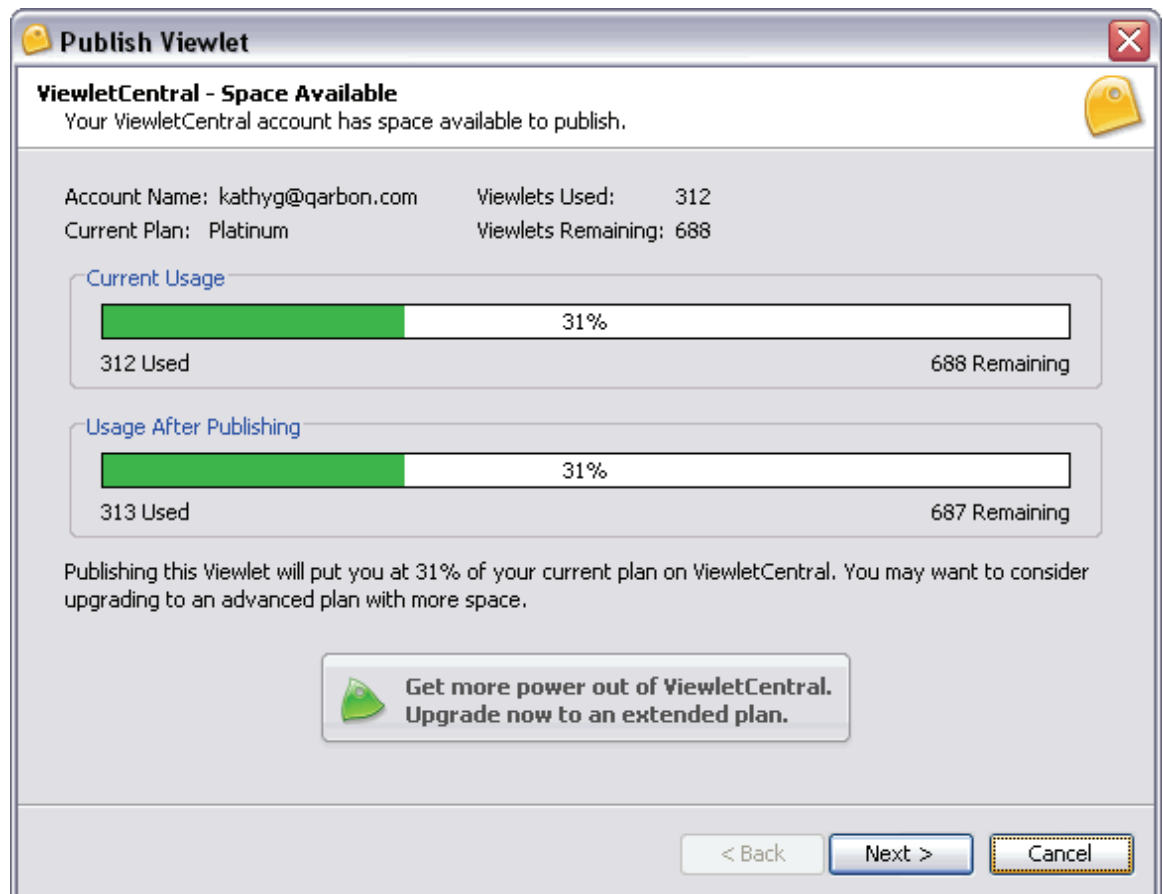 Publish Viewlet
ViewletCentral - Space Available
Your ViewletCentral account has space available to publish.
Account Name: kathyg@qarbon.com Viewlets Used: 312
Current Plan: Platinum Viewlets Remaining: 688
Current Usage
31%
312 Used 688 Remaining
Usage After Publishing
31%
313 Used 687 Remaining
Publishing this Viewlet will put you at 31% of your current plan on ViewletCentral. You may want to consider
upgrading to an advanced plan with more space.
Get more power out of ViewletCentral.
Upgrade now to an extended plan.
< Back Next > Cancel